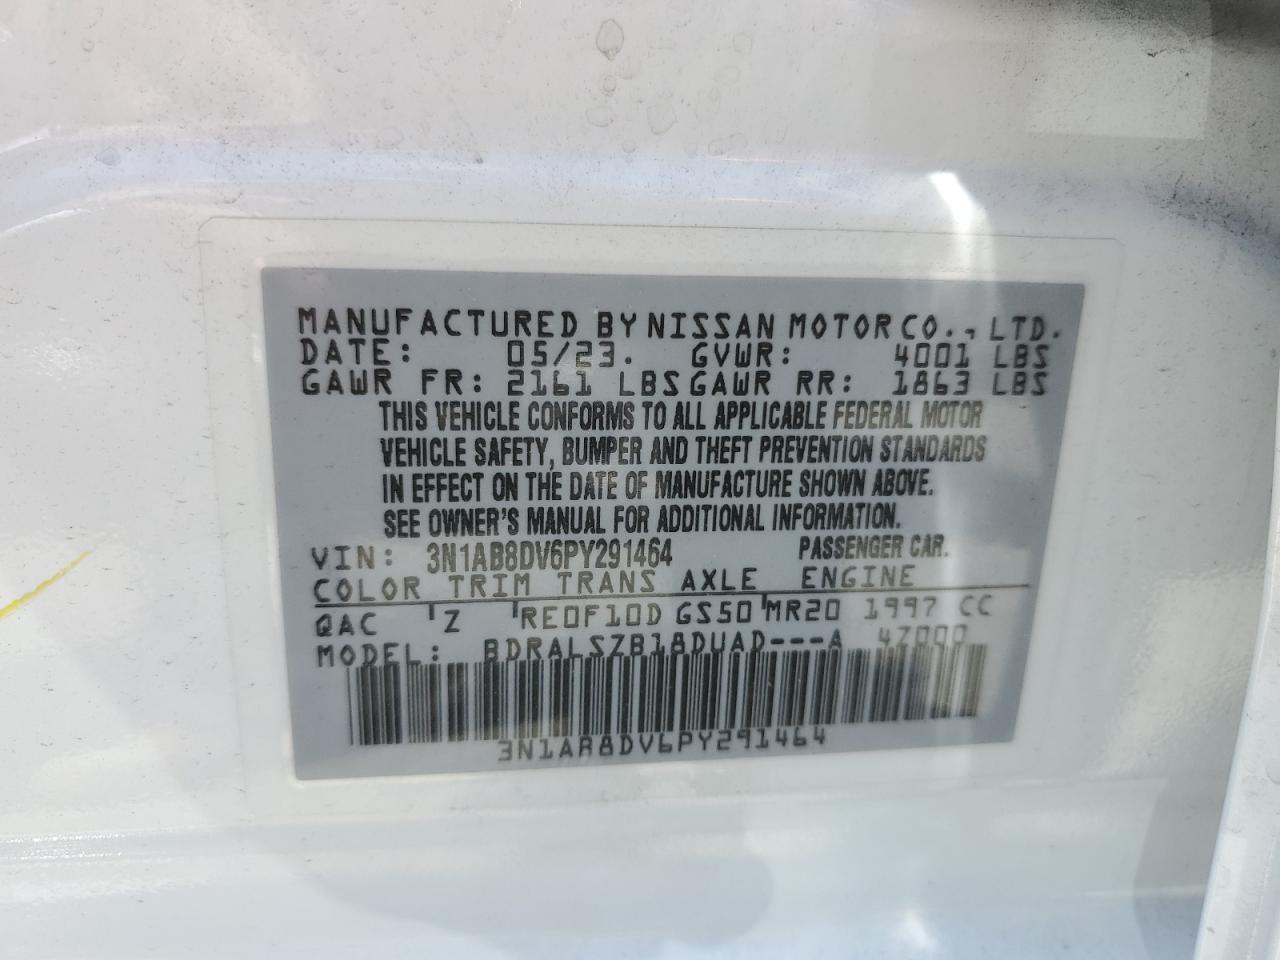 MANUFACTURED BY NISSAN MOTOR CO., LTD.
DATE: 05/23. GVWR: 4001 LBS
GAWR FR: 2161 LBS GAWR RR: 1863 LBS
THIS VEHICLE CONFORMS TO ALL APPLICABLE FEDERAL MOTOR
VEHICLE SAFETY, BUMPER AND THEFT PREVENTION STANDARDS
IN EFFECT ON THE DATE OF MANUFACTURE SHOWN ABOVE.
SEE OWNER'S MANUAL FOR ADDITIONAL INFORMATION.
VIN: 3N1AB8DV6PY291464 PASSENGER CAR.
COLOR TRIM TRANS AXLE ENGINE
QAC Z RE0F10D GS50 MR20 1997 CC
MODEL: BDRALSZB18DUAD---A 4Z000
3N1AB8DV6PY291464